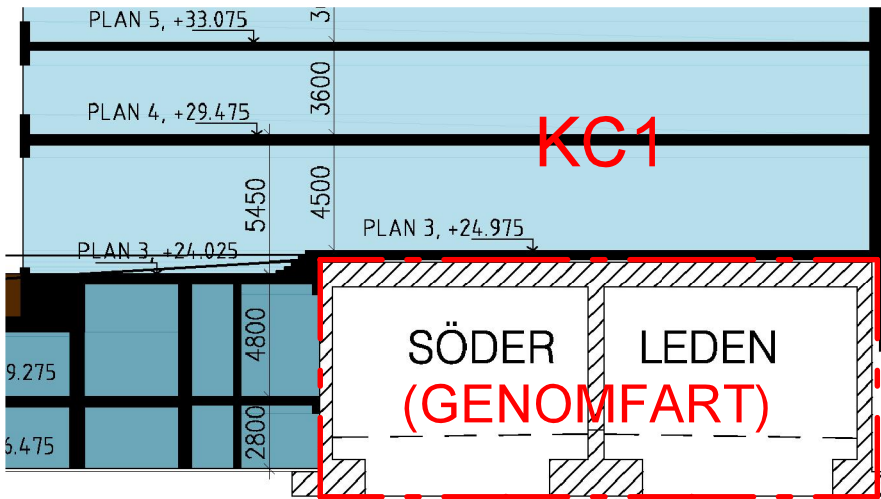 PLAN 5, +33.075
3600
PLAN 4, +29.475
KC1
5450
4500
PLAN 3, +24.975
PLAN 3, +24.025
4800
SÖDER LEDEN
9.275
(GENOMFART)
2800
6.475